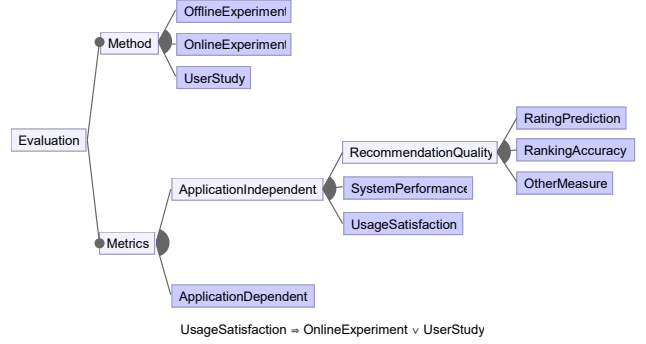 OfflineExperiment
Method
OnlineExperiment
UserStudy
Evaluation
RatingPrediction
RecommendationQuality
RankingAccuracy
ApplicationIndependent
SystemPerformance
OtherMeasure
UsageSatisfaction
Metrics
ApplicationDependent
UsageSatisfaction ⇒ OnlineExperiment ∨ UserStudy